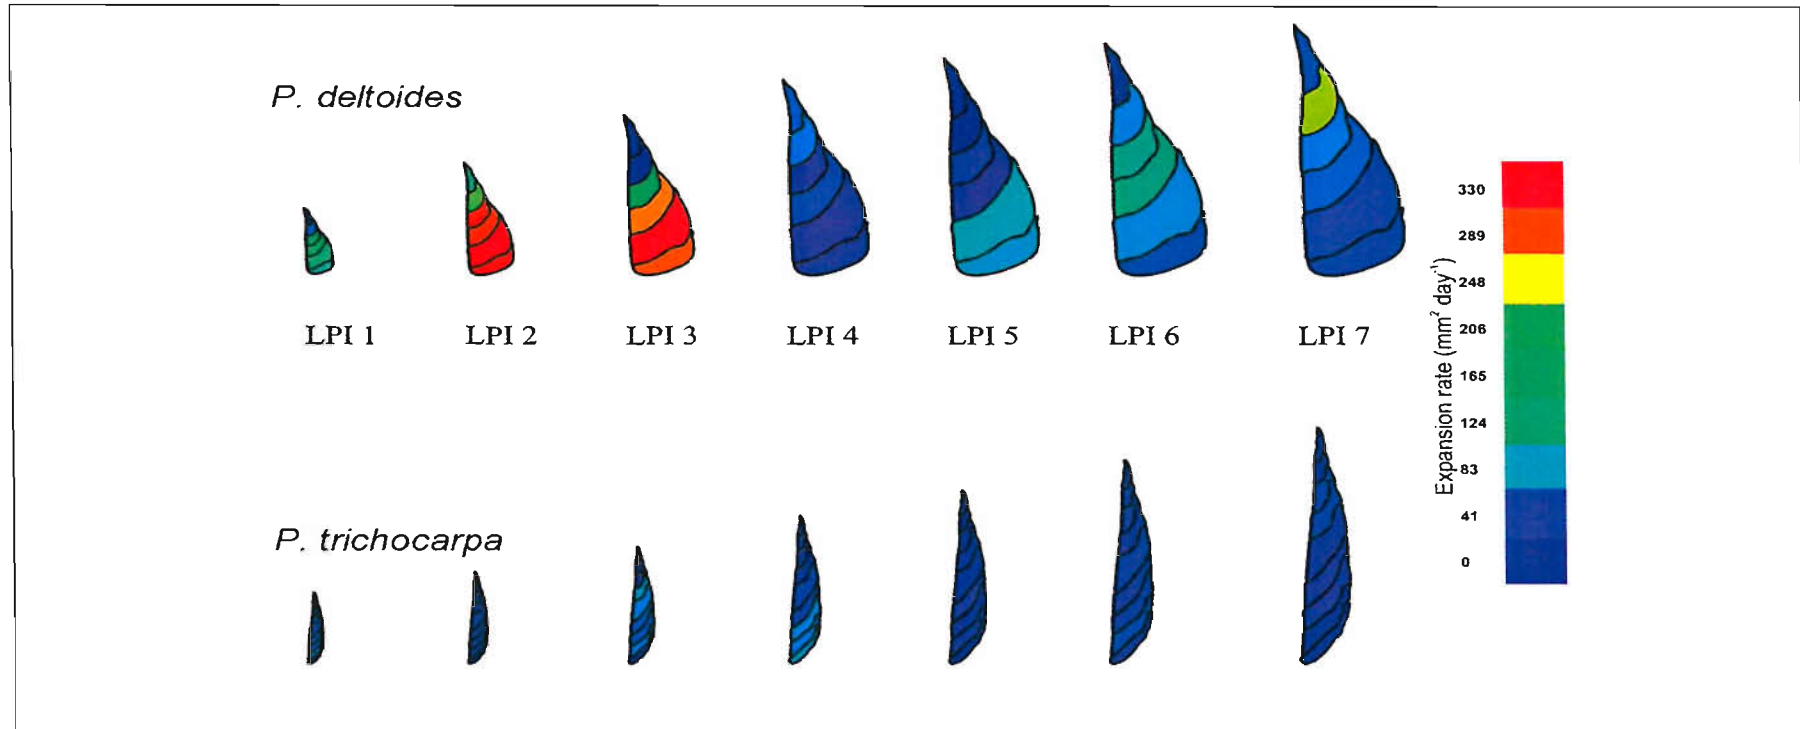 P. deltoides
LPI 1
LPI 2
LPI 3
LPI 4
LPI 5
LPI 6
LPI 7
P. trichocarpa
Expansion rate (mm² day⁻¹)
330
289
248
206
165
124
83
41
0